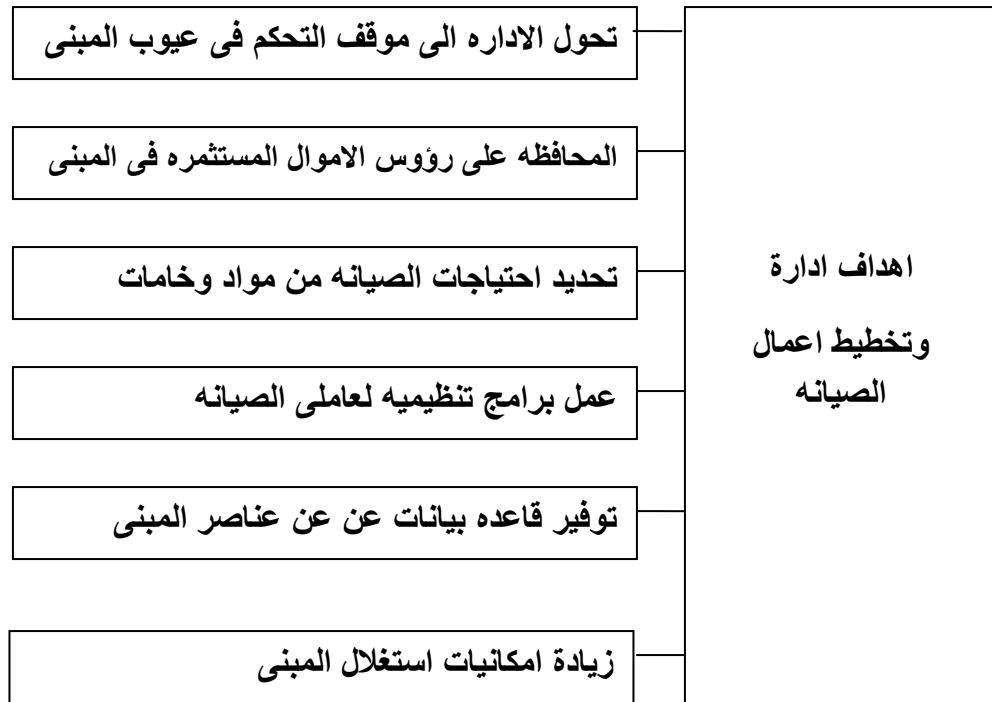 اهداف ادارة
وتخطيط اعمال
الصيانه
تحول الاداره الى موقف التحكم فى عيوب المبنى
المحافظه على رؤوس الاموال المستثمره فى المبنى
تحديد احتياجات الصيانه من مواد وخامات
عمل برامج تنظيميه لعاملى الصيانه
توفير قاعده بيانات عن عن عناصر المبنى
زيادة امكانيات استغلال المبنى